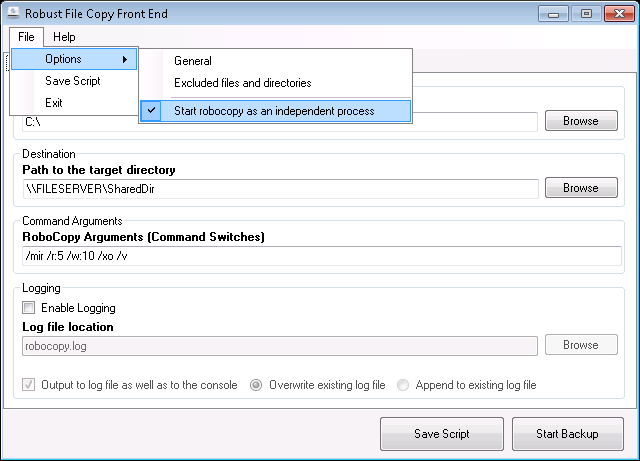 Robust File Copy Front End
File Help
Options
Save Script
Exit
General
Excluded files and directories
Start robocopy as an independent process
C:\
Browse
Destination
Path to the target directory
\\FILESERVER\SharedDir
Browse
Command Arguments
RoboCopy Arguments (Command Switches)
/mir /r:5 /w:10 /xo /v
Logging
Enable Logging
Log file location
robocopy.log
Browse
Output to log file as well as to the console Overwrite existing log file Append to existing log file
Save Script Start Backup